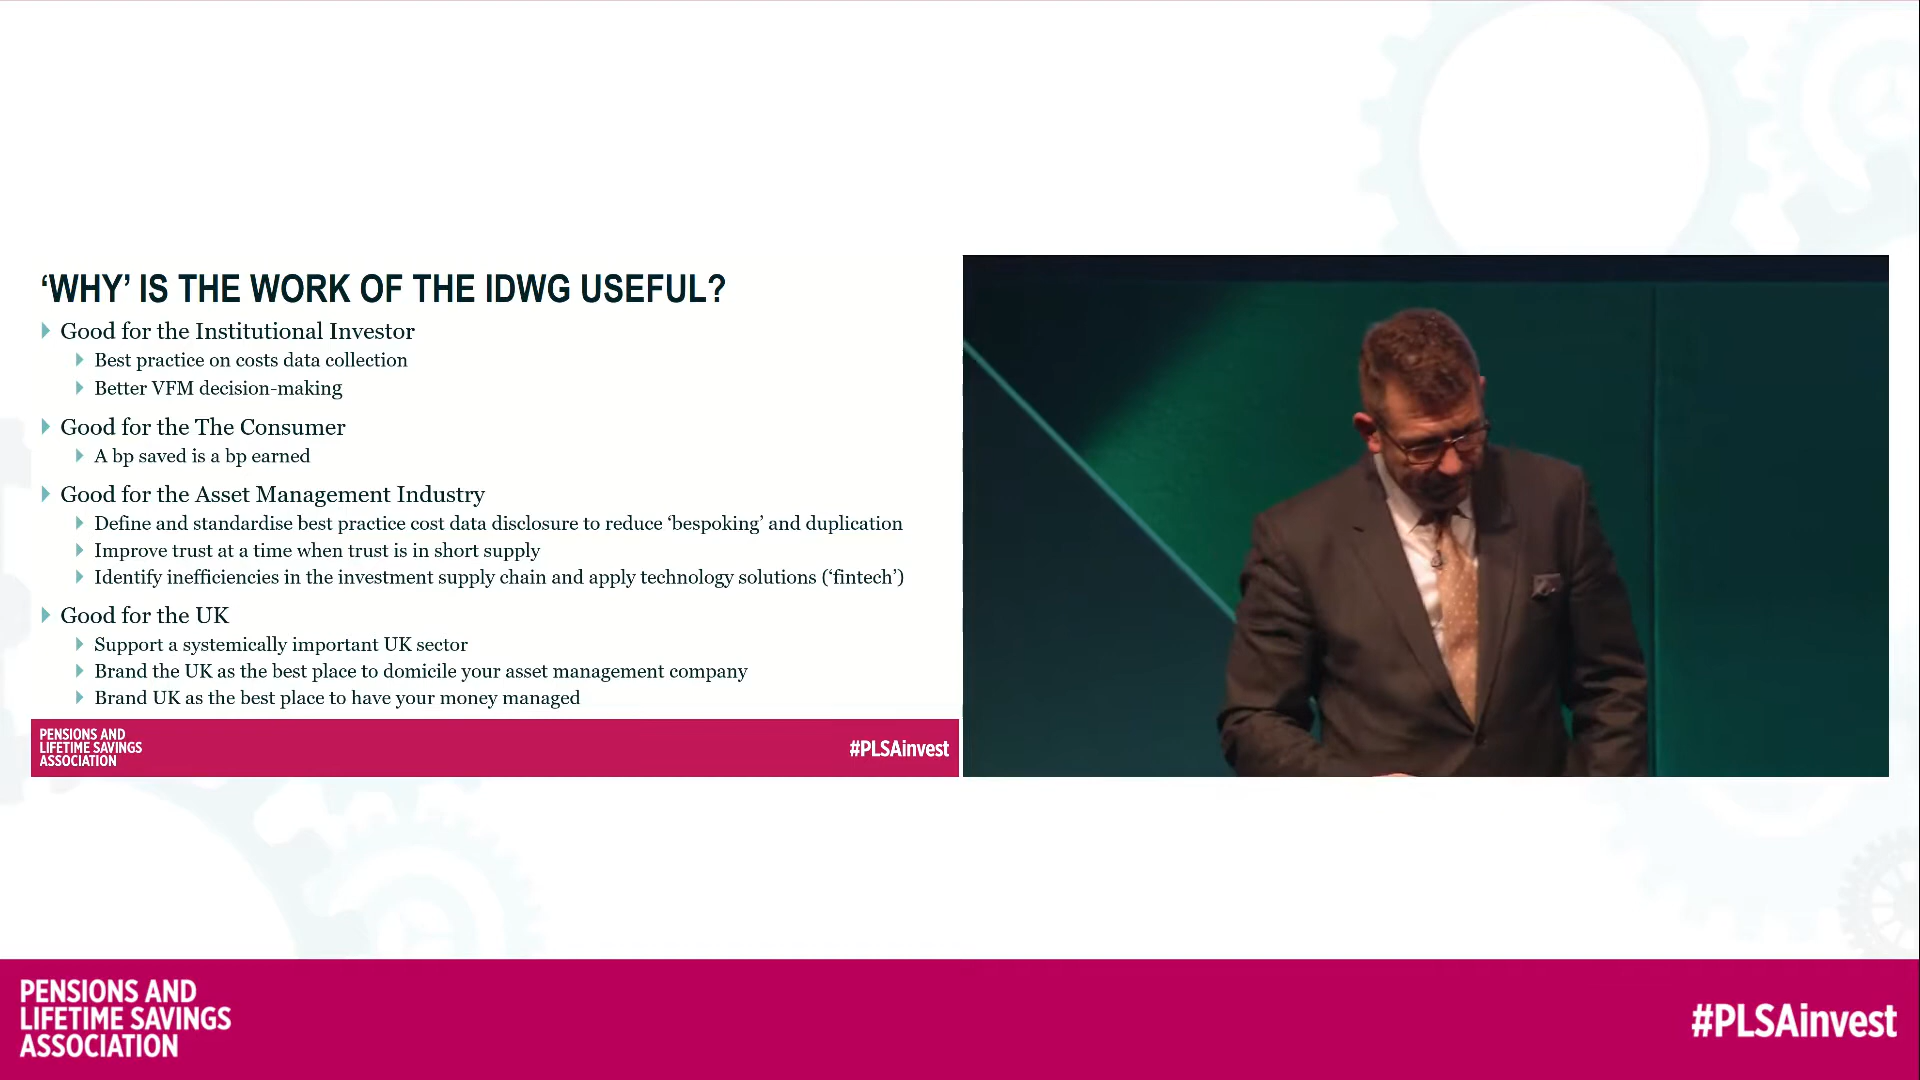 ‘WHY’ IS THE WORK OF THE IDWG USEFUL?
Good for the Institutional Investor
Best practice on costs data collection
Better VFM decision-making
Good for the The Consumer
A bp saved is a bp earned
Good for the Asset Management Industry
Define and standardise best practice cost data disclosure to reduce ‘bespoking’ and duplication
Improve trust at a time when trust is in short supply
Identify inefficiencies in the investment supply chain and apply technology solutions (‘fintech’)
Good for the UK
Support a systemically important UK sector
Brand the UK as the best place to domicile your asset management company
Brand UK as the best place to have your money managed
PENSIONS AND
LIFETIME SAVINGS
ASSOCIATION
#PLSAinvest
PENSIONS AND
LIFETIME SAVINGS
ASSOCIATION
#PLSAinvest